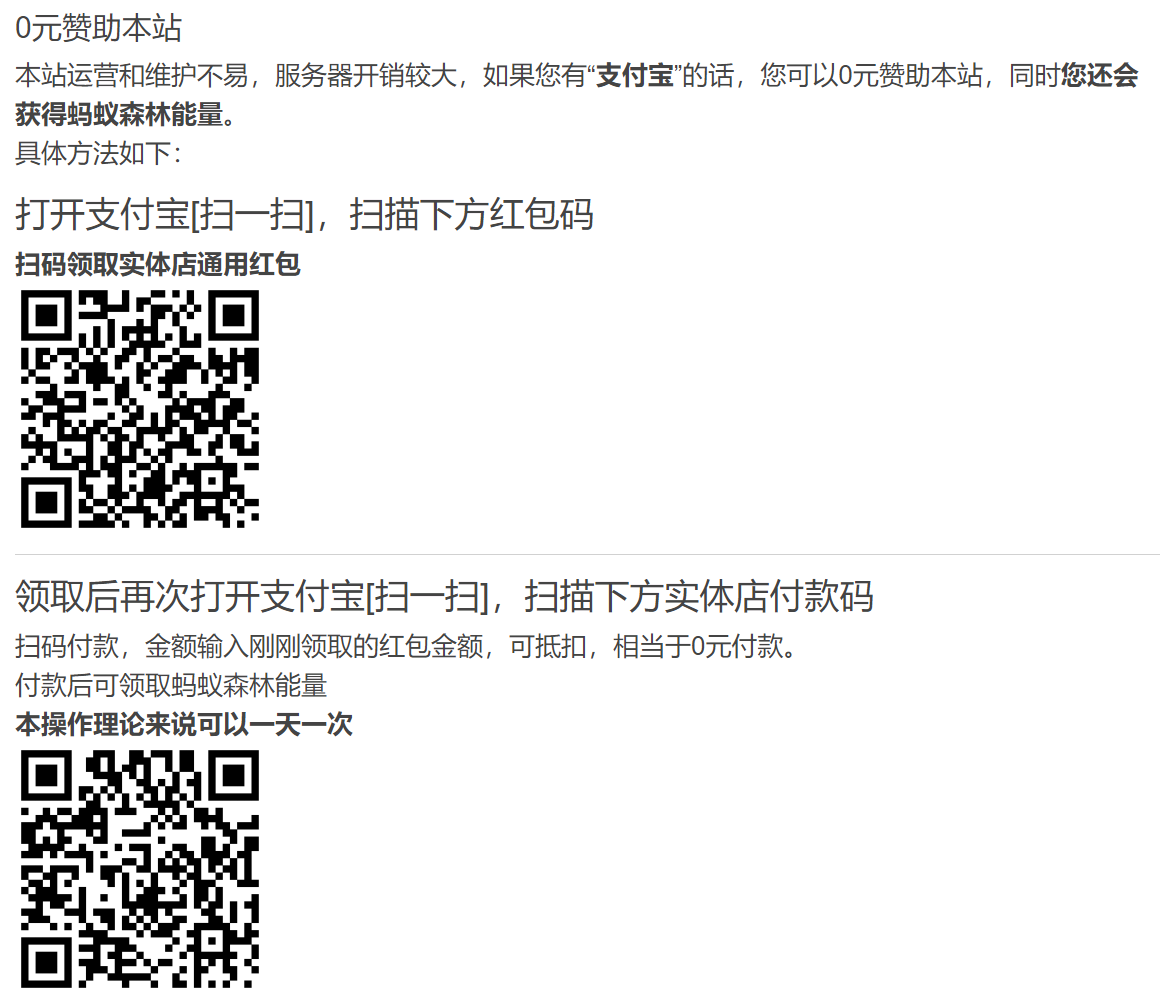 0元赞助本站
本站运营和维护不易，服务器开销较大，如果您有“支付宝”的话，您可以0元赞助本站，同时您还会
获得蚂蚁森林能量。
具体方法如下：
打开支付宝[扫一扫]，扫描下方红包码
扫码领取实体店通用红包
领取后再次打开支付宝[扫一扫]，扫描下方实体店付款码
扫码付款，金额输入刚刚领取的红包金额，可抵扣，相当于0元付款。
付款后可领取蚂蚁森林能量
本操作理论来说可以一天一次